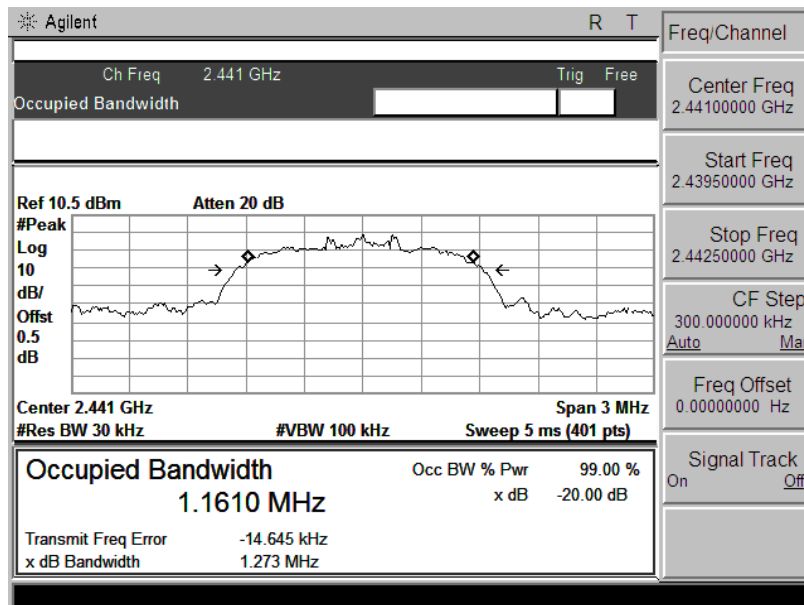 Agilent R T
Ch Freq 2.441 GHz Trig Free
Occupied Bandwidth
Ref 10.5 dBm Atten 20 dB
#Peak
Log
10
dB/
Offst
0.5
dB
Center 2.441 GHz Span 3 MHz
#Res BW 30 kHz #VBW 100 kHz Sweep 5 ms (401 pts)
Occupied Bandwidth Occ BW % Pwr 99.00 %
1.1610 MHz x dB -20.00 dB
Transmit Freq Error -14.645 kHz
x dB Bandwidth 1.273 MHz
Freq/Channel
Center Freq
2.44100000 GHz
Start Freq
2.43950000 GHz
Stop Freq
2.44250000 GHz
CF Step
300.000000 kHz
Auto Ma
Freq Offset
0.00000000 Hz
Signal Track
On Off